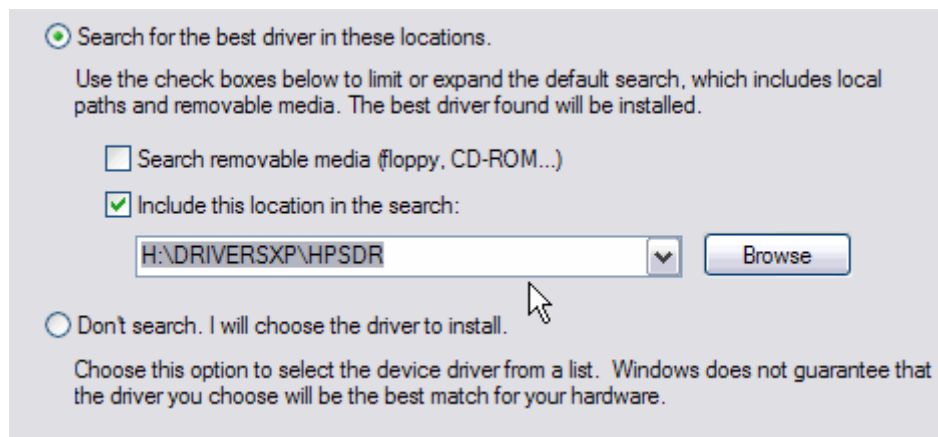 Search for the best driver in these locations.
Use the check boxes below to limit or expand the default search, which includes local
paths and removable media. The best driver found will be installed.
Search removable media (floppy, CD-ROM...)
Include this location in the search:
H:\DRIVERSXP\HPSDR
Browse
Don't search. I will choose the driver to install.
Choose this option to select the device driver from a list.  Windows does not guarantee that
the driver you choose will be the best match for your hardware.